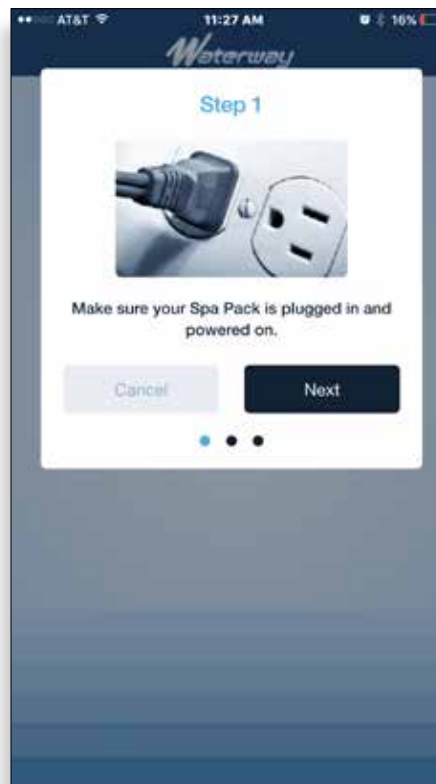 AT&T 11:27 AM 16%
Waterway
Step 1
Make sure your Spa Pack is plugged in and
powered on.
Cancel Next